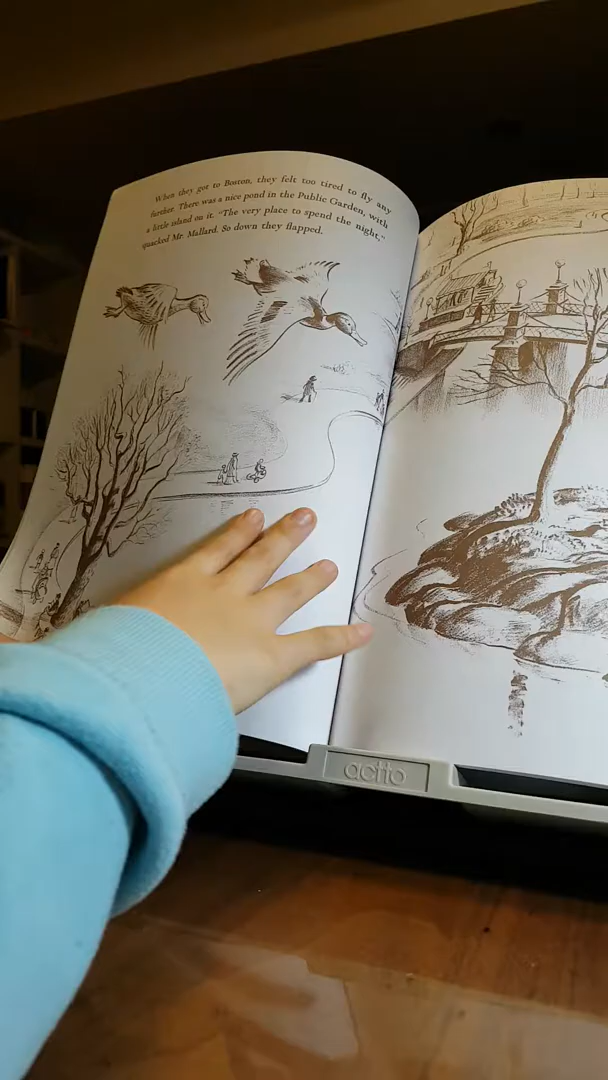 When they got to Boston, they felt too tired to fly any
further. There was a nice pond in the Public Garden, with
a little island on it. "The very place to spend the night,"
quacked Mr. Mallard. So down they flapped.
actto